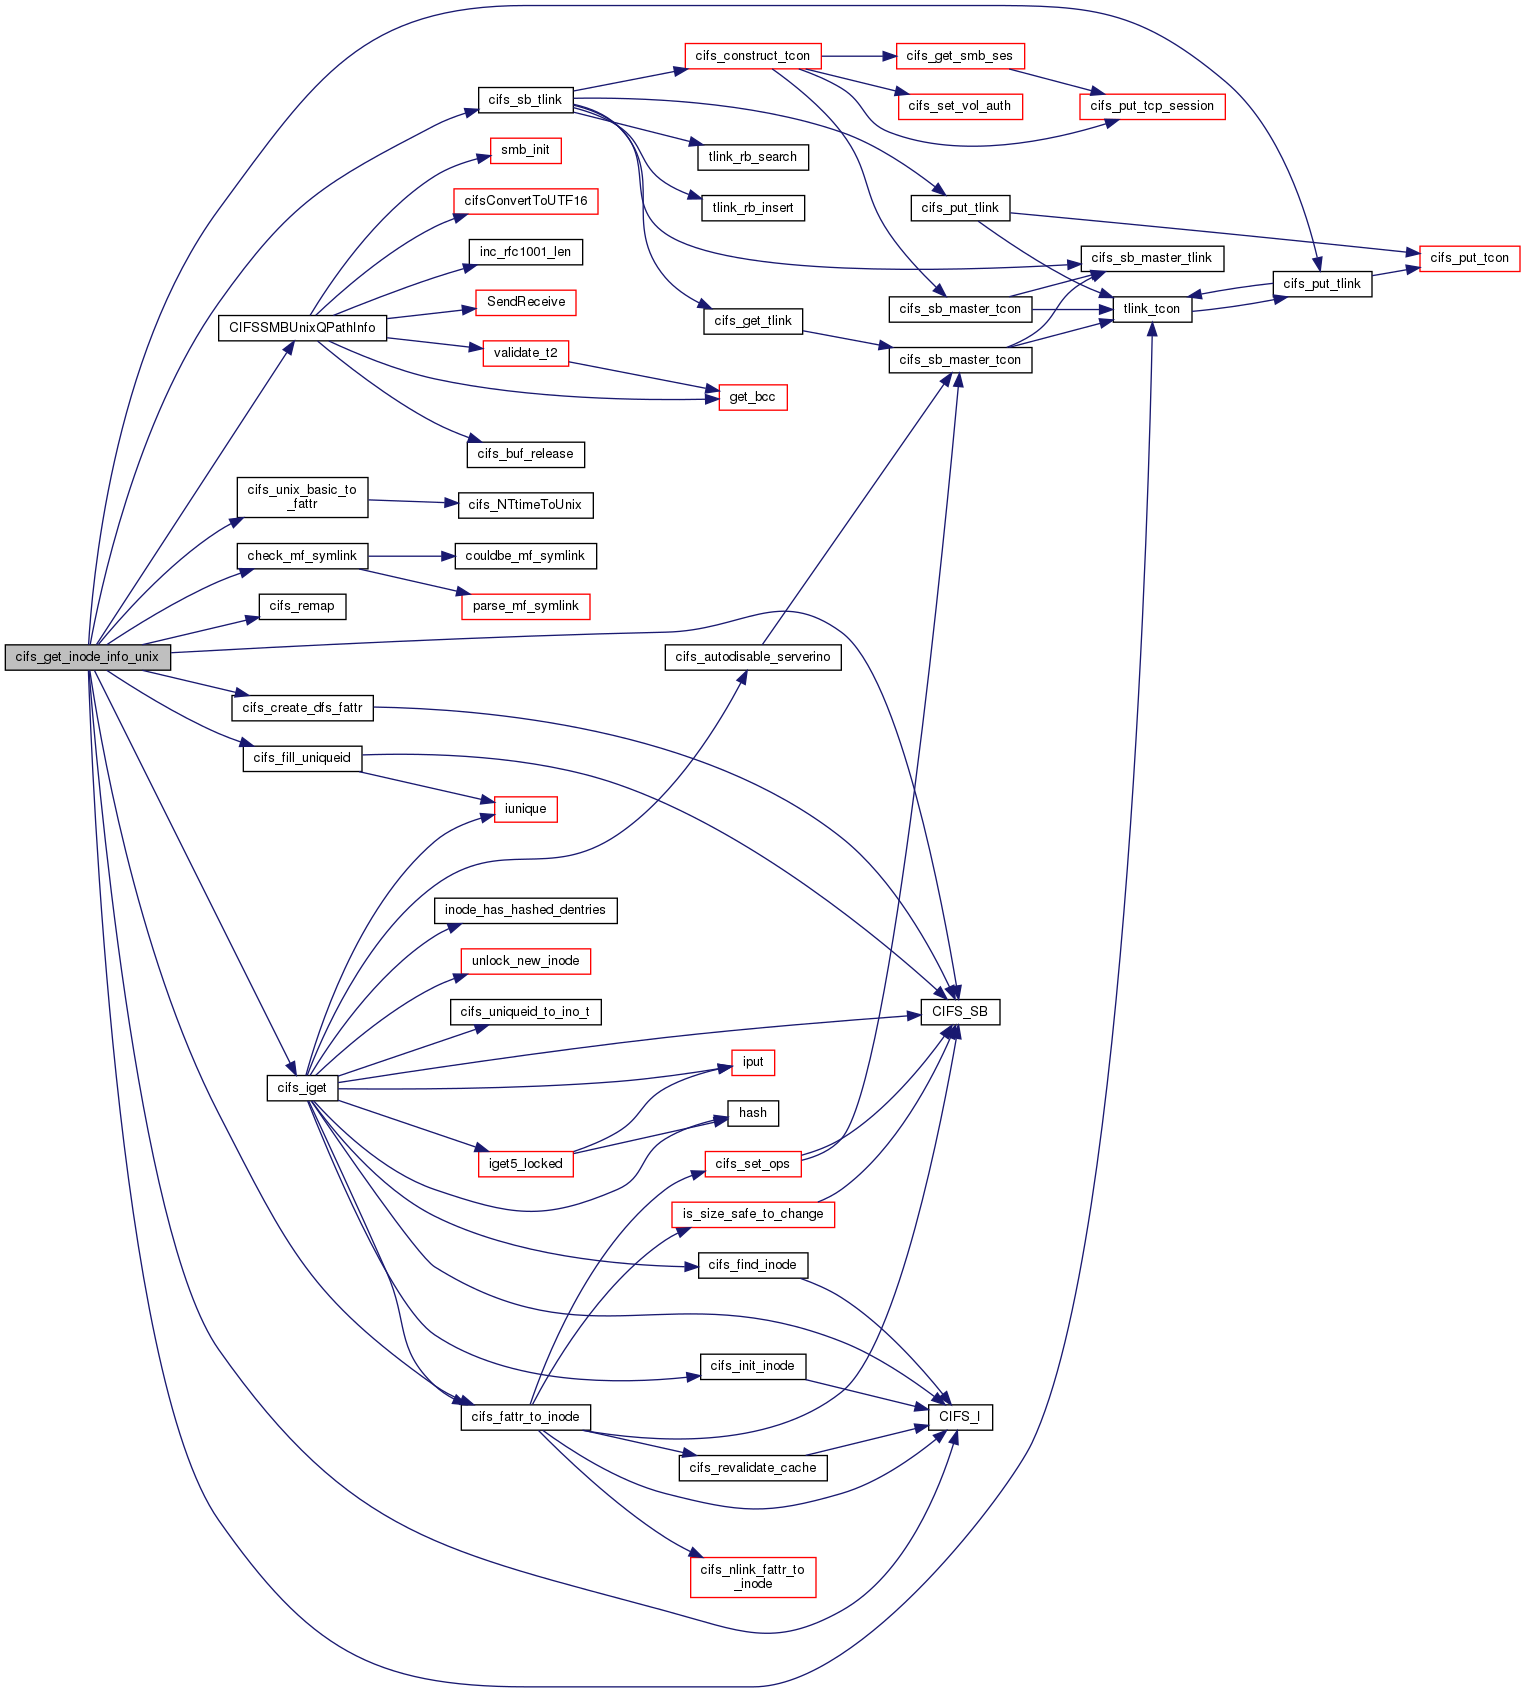 cifs_construct_tcon
cifs_get_smb_ses
cifs_sb_tlink
cifs_set_vol_auth
cifs_put_tcp_session
smb_init
tlink_rb_search
cifsConvertToUTF16
tlink_rb_insert
cifs_put_tlink
inc_rfc1001_len
cifs_sb_master_tlink
cifs_put_tcon
cifs_put_tlink
SendReceive
cifs_sb_master_tcon
tlink_tcon
CIFSSMBUnixQPathInfo
cifs_get_tlink
validate_t2
cifs_sb_master_tcon
get_bcc
cifs_buf_release
cifs_unix_basic_to
_fattr
cifs_NTtimeToUnix
check_mf_symlink
couldbe_mf_symlink
cifs_remap
parse_mf_symlink
cifs_get_inode_info_unix
cifs_autodisable_serverino
cifs_create_dfs_fattr
cifs_fill_uniqueid
iunique
inode_has_hashed_dentries
unlock_new_inode
cifs_uniqueid_to_ino_t
CIFS_SB
iput
cifs_iget
hash
iget5_locked
cifs_set_ops
is_size_safe_to_change
cifs_find_inode
cifs_init_inode
cifs_fattr_to_inode
CIFS_I
cifs_revalidate_cache
cifs_nlink_fattr_to
_inode